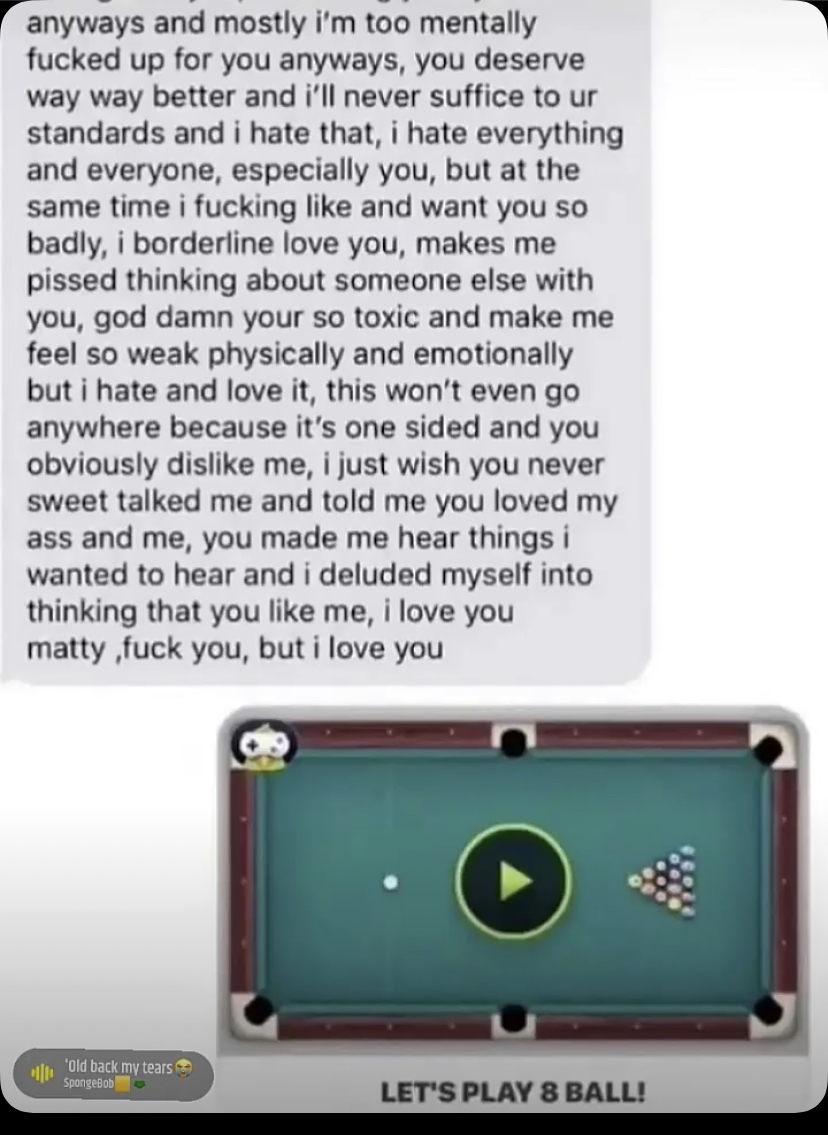 anyways and mostly i'm too mentally
fucked up for you anyways, you deserve
way way better and i'll never suffice to ur
standards and i hate that, i hate everything
and everyone, especially you, but at the
same time i fucking like and want you so
badly, i borderline love you, makes me
pissed thinking about someone else with
you, god damn your so toxic and make me
feel so weak physically and emotionally
but i hate and love it, this won't even go
anywhere because it's one sided and you
obviously dislike me, i just wish you never
sweet talked me and told me you loved my
ass and me, you made me hear things i
wanted to hear and i deluded myself into
thinking that you like me, i love you
matty ,fuck you, but i love you
'Old back my tears😭
SpongeBob
LET'S PLAY 8 BALL!